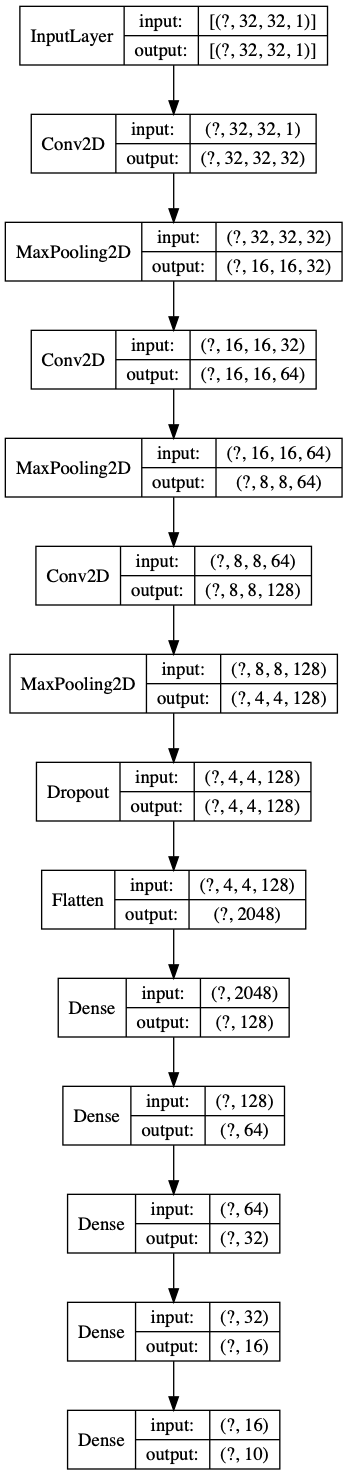 InputLayer
input: [(?, 32, 32, 1)]
output: [(?, 32, 32, 1)]
Conv2D
input: (?, 32, 32, 1)
output: (?, 32, 32, 32)
MaxPooling2D
input: (?, 32, 32, 32)
output: (?, 16, 16, 32)
Conv2D
input: (?, 16, 16, 32)
output: (?, 16, 16, 64)
MaxPooling2D
input: (?, 16, 16, 64)
output: (?, 8, 8, 64)
Conv2D
input: (?, 8, 8, 64)
output: (?, 8, 8, 128)
MaxPooling2D
input: (?, 8, 8, 128)
output: (?, 4, 4, 128)
Dropout
input: (?, 4, 4, 128)
output: (?, 4, 4, 128)
Flatten
input: (?, 4, 4, 128)
output: (?, 2048)
Dense
input: (?, 2048)
output: (?, 128)
Dense
input: (?, 128)
output: (?, 64)
Dense
input: (?, 64)
output: (?, 32)
Dense
input: (?, 32)
output: (?, 16)
Dense
input: (?, 16)
output: (?, 10)